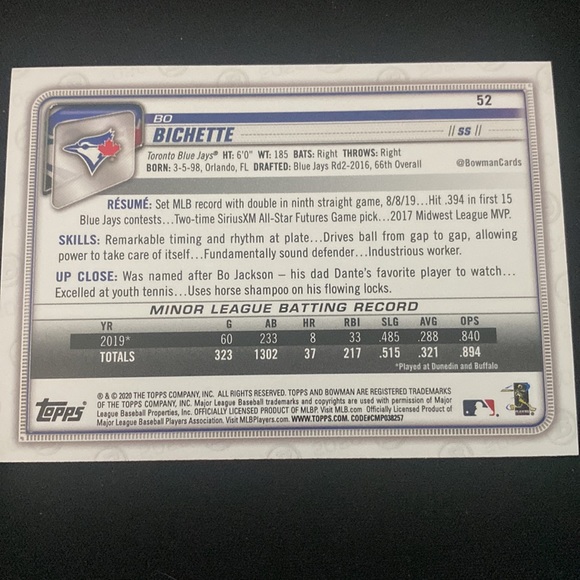 52
BO
BICHETTE
// SS //
Toronto Blue Jays® HT: 6'0" WT: 185 BATS: Right THROWS: Right
BORN: 3-5-98, Orlando, FL DRAFTED: Blue Jays Rd2-2016, 66th Overall
@BowmanCards
RÉSUMÉ: Set MLB record with double in ninth straight game, 8/8/19...Hit .394 in first 15
Blue Jays contests...Two-time SiriusXM All-Star Futures Game pick...2017 Midwest League MVP.
SKILLS: Remarkable timing and rhythm at plate...Drives ball from gap to gap, allowing
power to take care of itself...Fundamentally sound defender...Industrious worker.
UP CLOSE: Was named after Bo Jackson – his dad Dante's favorite player to watch...
Excelled at youth tennis...Uses horse shampoo on his flowing locks.
MINOR LEAGUE BATTING RECORD
YR G AB HR RBI SLG AVG OPS
2019* 60 233 8 33 .485 .288 .840
TOTALS 323 1302 37 217 .515 .321 .894
*Played at Dunedin and Buffalo
Topps
® & © 2020 THE TOPPS COMPANY, INC. ALL RIGHTS RESERVED. TOPPS AND BOWMAN ARE REGISTERED TRADEMARKS
OF THE TOPPS COMPANY, INC. Major League Baseball trademarks and copyrights are used with permission of Major
League Baseball Properties, Inc. OFFICIALLY LICENSED PRODUCT OF MLBP. Visit MLB.com Officially Licensed Product of
Major League Baseball Players Association. Visit MLBPlayers.com. WWW.TOPPS.COM. CODE#CMP038257